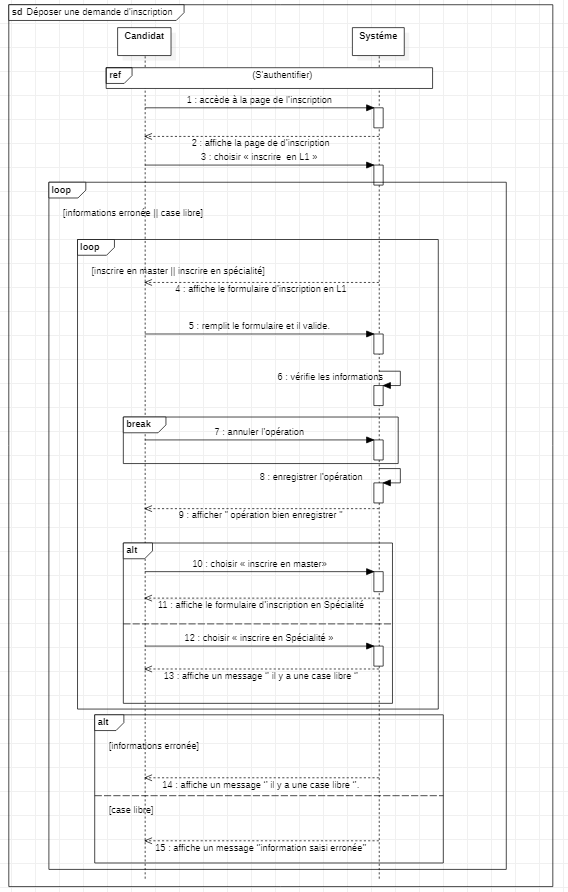 sd Déposer une demande d'inscription
Candidat
Systéme
ref
(S'authentifier)
1 : accède à la page de l'inscription
2 : affiche la page de d'inscription
3 : choisir « inscrire en L1 »
loop
[informations erronée || case libre]
loop
[inscrire en master || inscrire en spécialité]
4 : affiche le formulaire d'inscription en L1
5 : remplit le formulaire et il valide.
6 : vérifie les informations
break
7 : annuler l'opération
8 : enregistrer l'opération
9 : afficher " opération bien enregistrer "
alt
10 : choisir « inscrire en master»
11 : affiche le formulaire d'inscription en Spécialité
12 : choisir « inscrire en Spécialité »
13 : affiche un message " il y a une case libre "
alt
[informations erronée]
14 : affiche un message " il y a une case libre ".
[case libre]
15 : affiche un message "information saisi erronée"